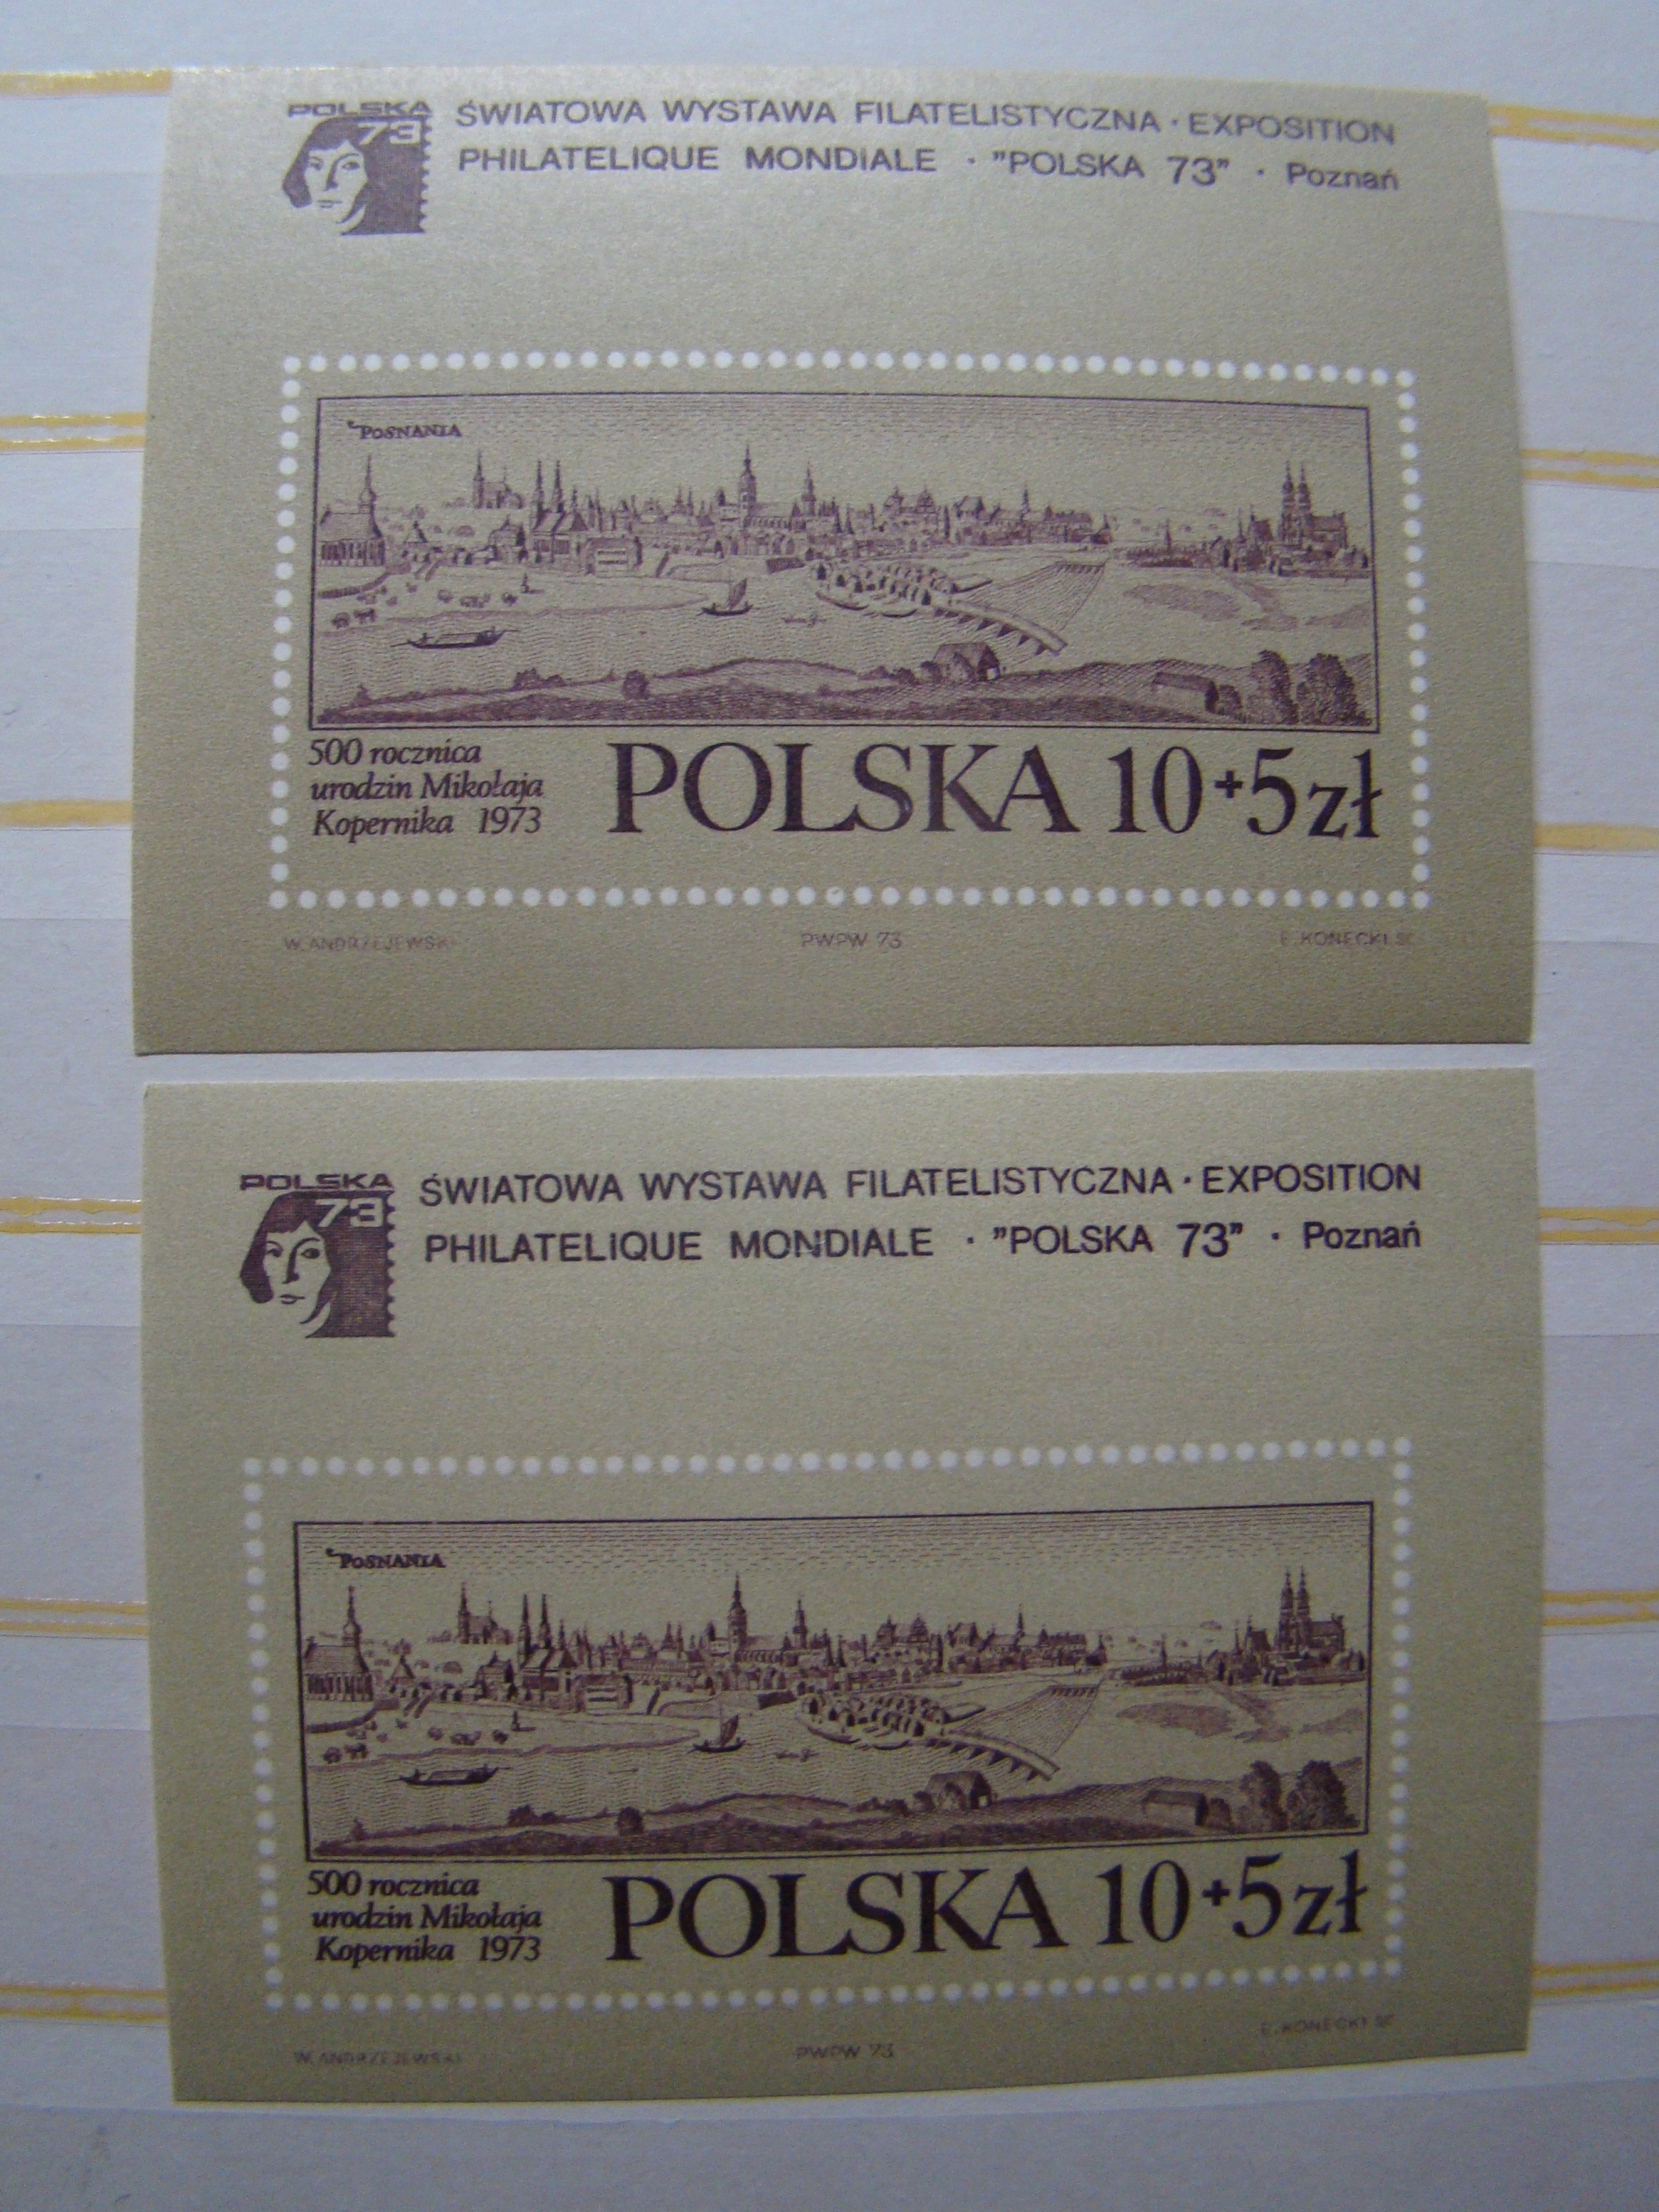 POLSKA
73
ŚWIATOWA WYSTAWA FILATELISTYCZNA · EXPOSITION
PHILATELIQUE MONDIALE · ”POLSKA 73” · Poznań
POSNANIA
500 rocznica
urodzin Mikołaja
Kopernika 1973
POLSKA 10+5zł
W. ANDRZEJEWSKI
PWPW 73
E. KONECKI SC
POLSKA
73
ŚWIATOWA WYSTAWA FILATELISTYCZNA · EXPOSITION
PHILATELIQUE MONDIALE · ”POLSKA 73” · Poznań
POSNANIA
500 rocznica
urodzin Mikołaja
Kopernika 1973
POLSKA 10+5zł
W. ANDRZEJEWSKI
PWPW 73
E. KONECKI SC